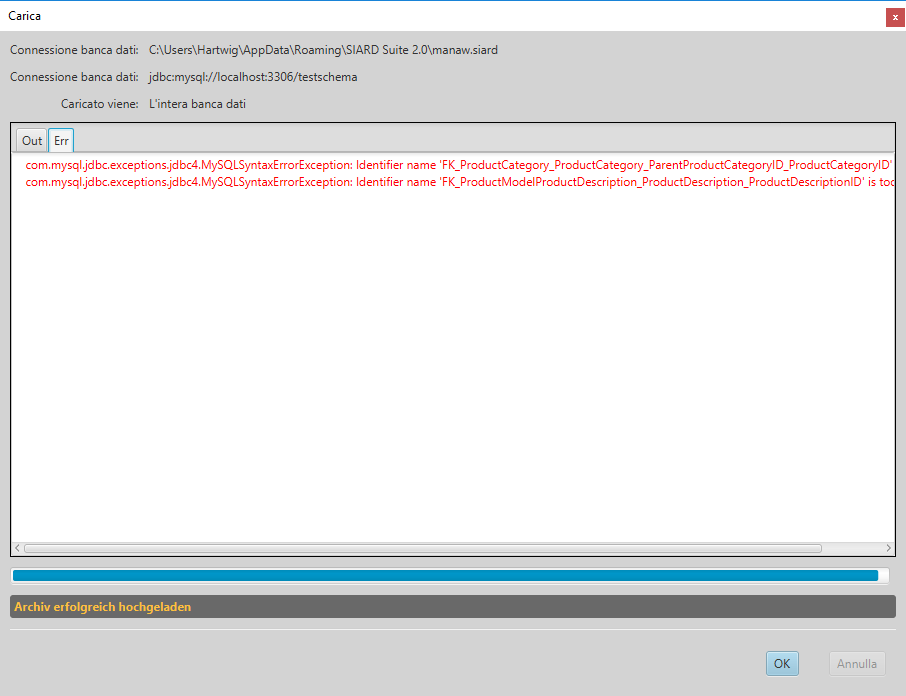 Carica
x
Connessione banca dati: C:\Users\Hartwig\AppData\Roaming\SIARD Suite 2.0\manaw.siard
Connessione banca dati: jdbc:mysql://localhost:3306/testschema
Caricato viene: L'intera banca dati
Out Err
com.mysql.jdbc.exceptions.jdbc4.MySQLSyntaxErrorException: Identifier name 'FK_ProductCategory_ProductCategory_ParentProductCategoryID_ProductCategoryID'
com.mysql.jdbc.exceptions.jdbc4.MySQLSyntaxErrorException: Identifier name 'FK_ProductModelProductDescription_ProductDescription_ProductDescriptionID' is too
Archiv erfolgreich hochgeladen
OK Annulla